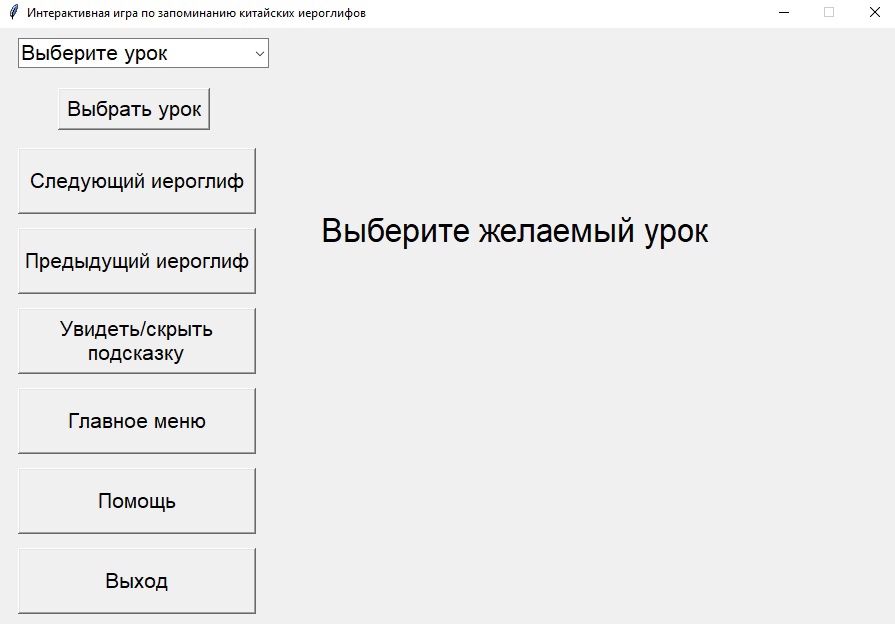 Интерактивная игра по запоминанию китайских иероглифов
Выберите урок
Выбрать урок
Следующий иероглиф
Выберите желаемый урок
Предыдущий иероглиф
Увидеть/скрыть
подсказку
Главное меню
Помощь
Выход